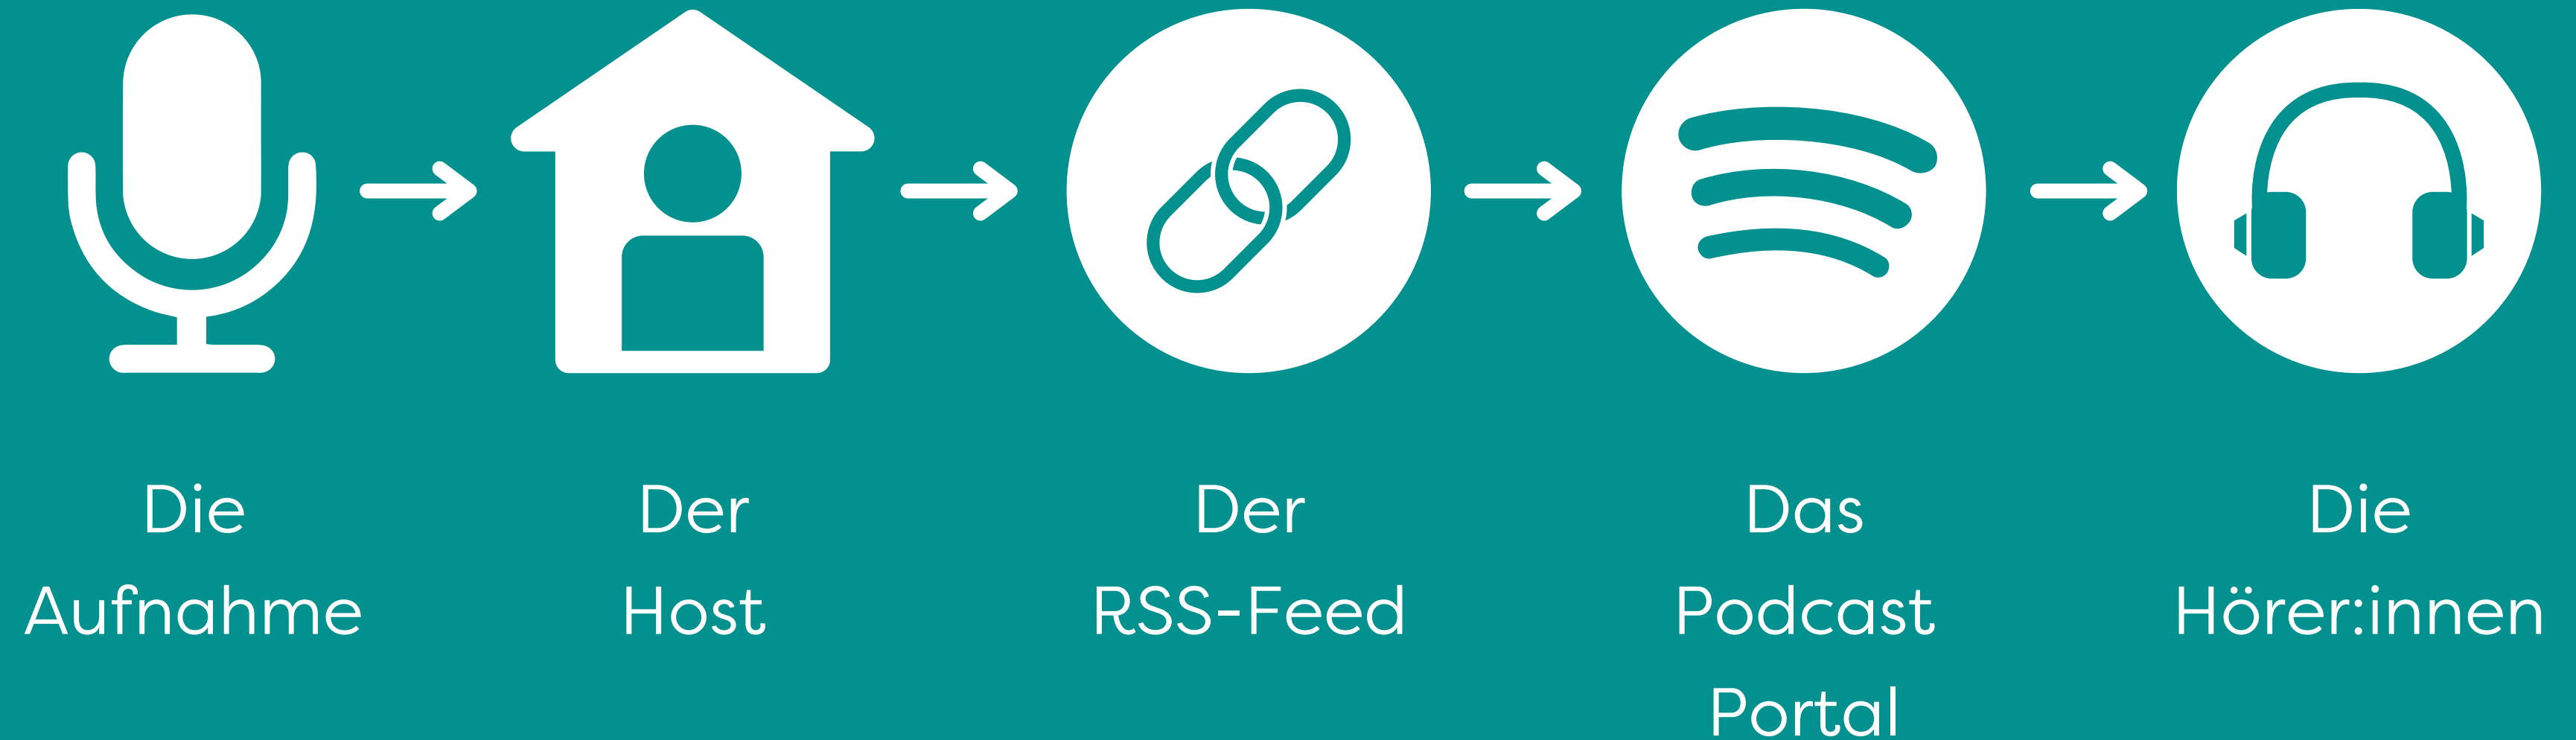 Die
Aufnahme
Der
Host
Der
RSS-Feed
Das
Podcast
Portal
Die
Hörer:innen